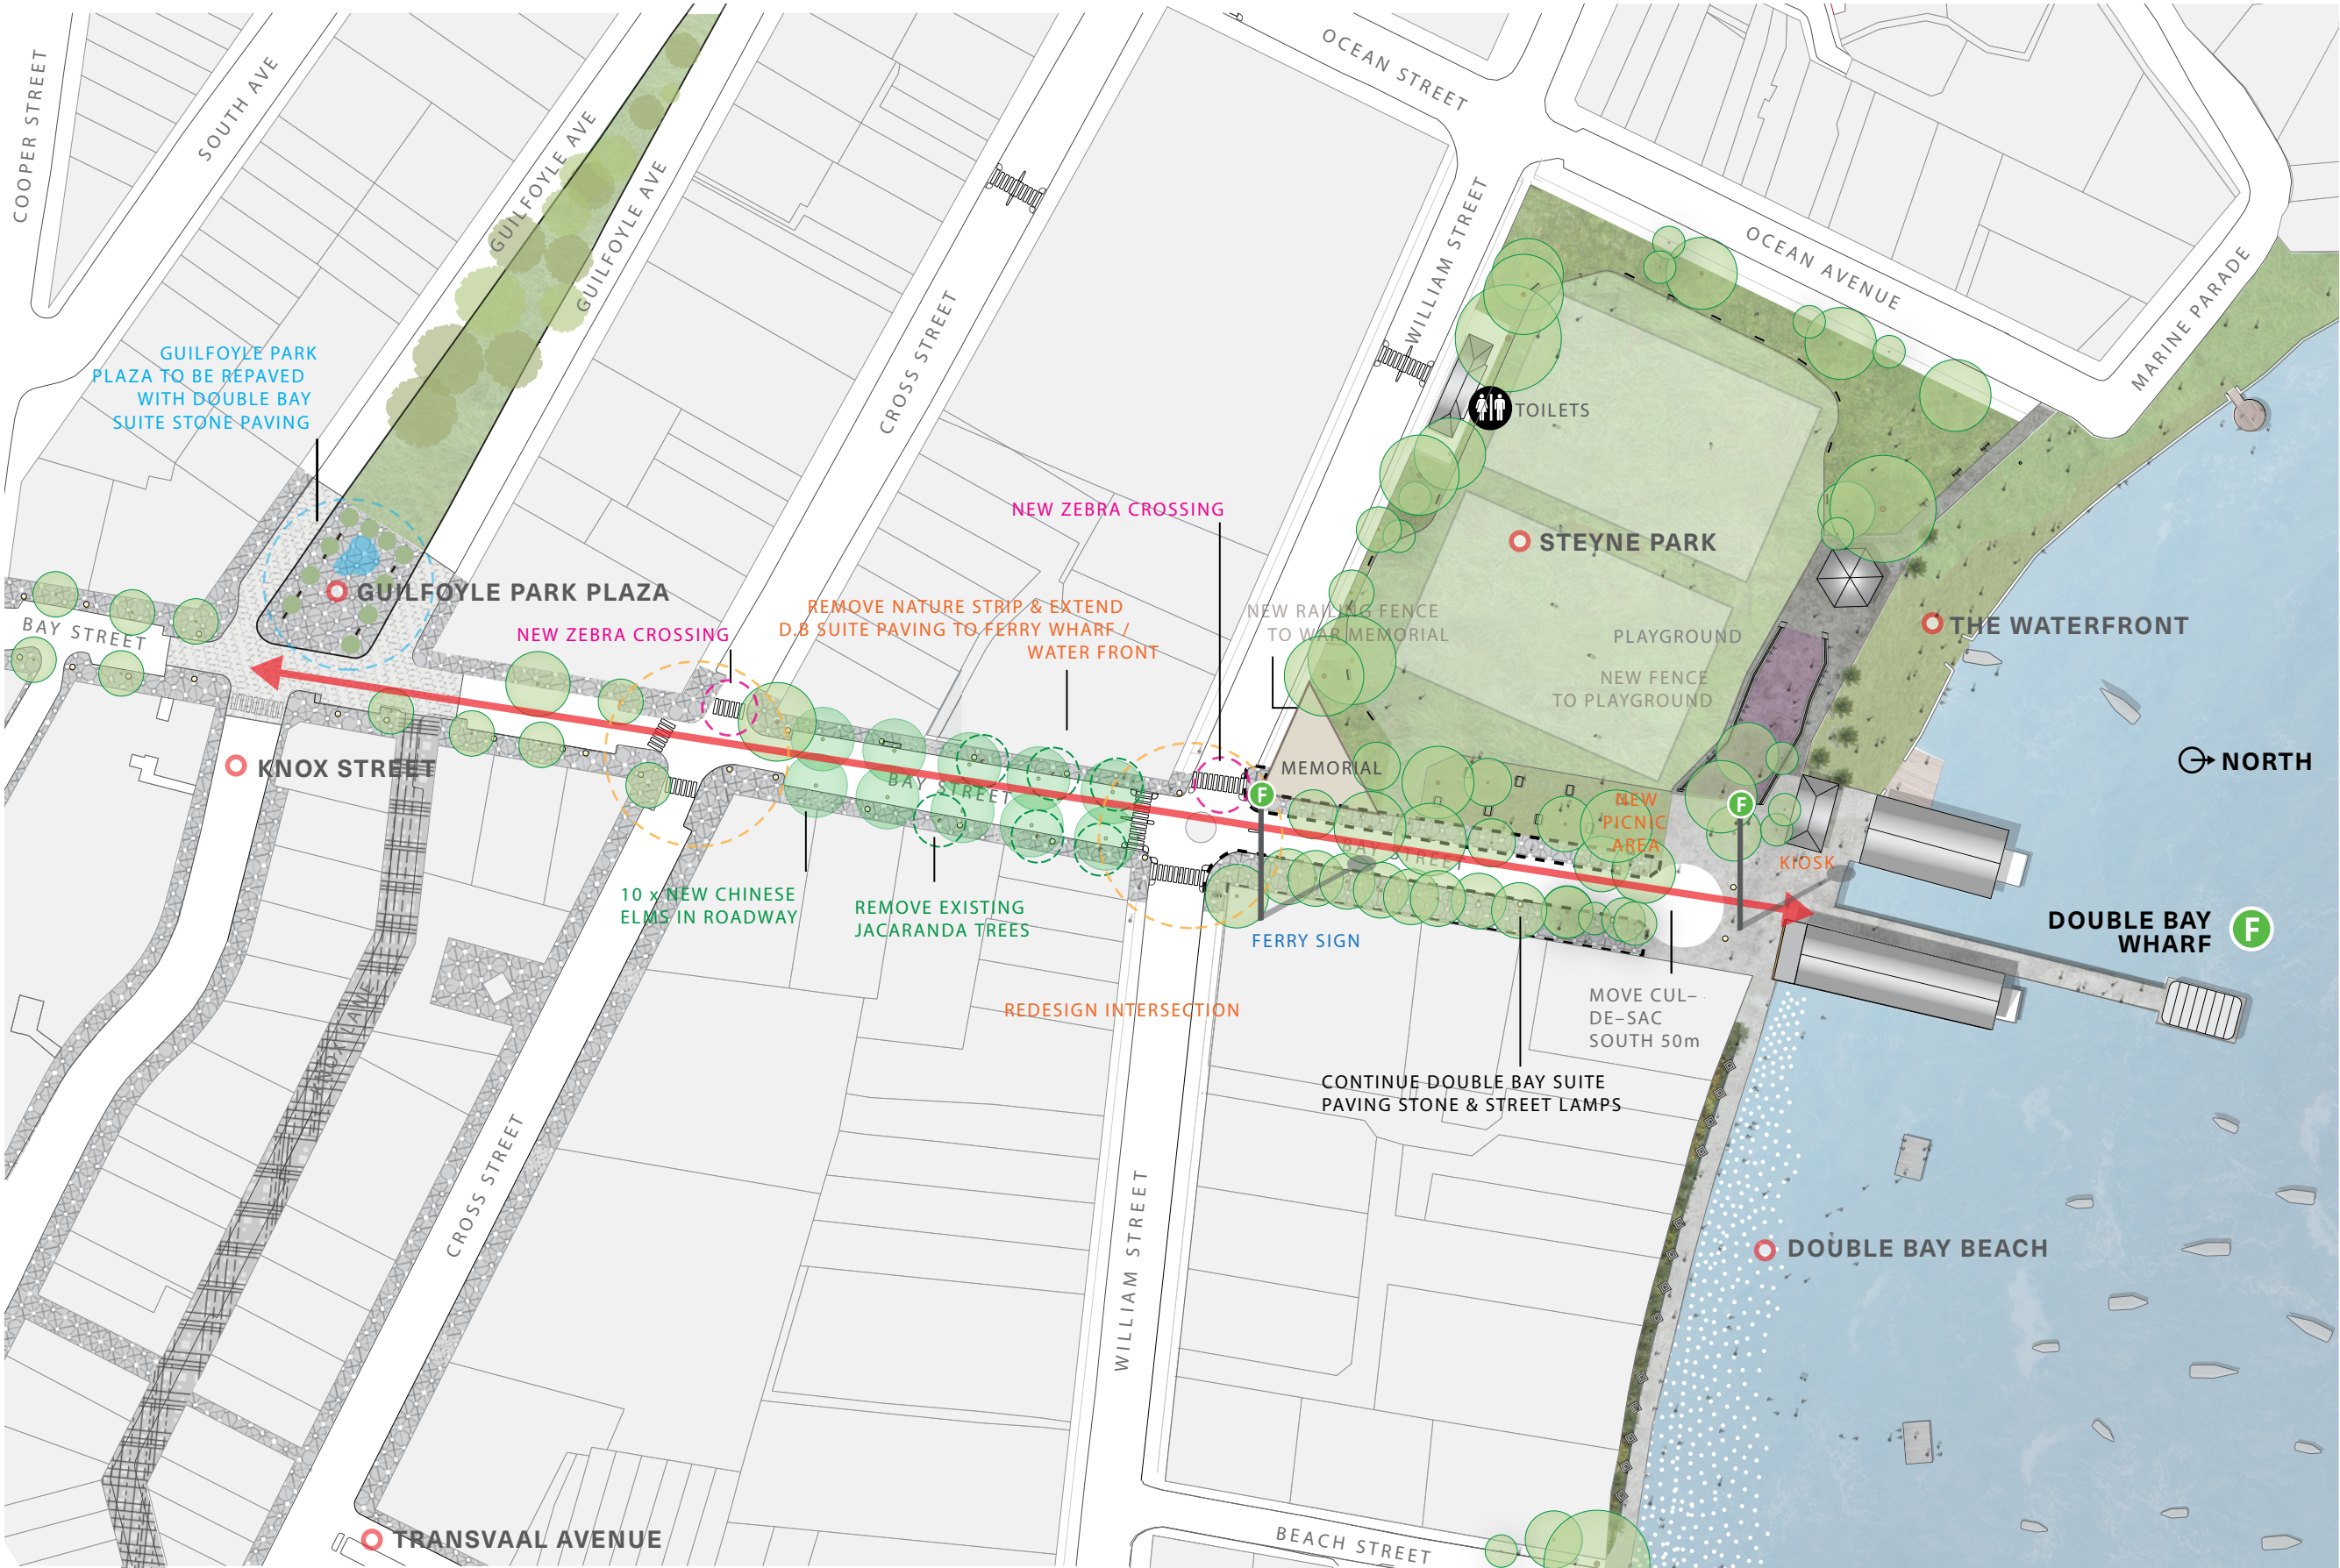 COOPER STREET
SOUTH AVE
GUILFOYLE AVE
GUILFOYLE AVE
CROSS STREET
OCEAN STREET
WILLIAM STREET
OCEAN AVENUE
MARINE PARADE
GUILFOYLE PARK
PLAZA TO BE REPAVED
WITH DOUBLE BAY
SUITE STONE PAVING
TOILETS
NEW ZEBRA CROSSING
STEYNE PARK
GUILFOYLE PARK PLAZA
BAY STREET
NEW ZEBRA CROSSING
REMOVE NATURE STRIP & EXTEND
D.B SUITE PAVING TO FERRY WHARF /
WATER FRONT
NEW RAILING FENCE
TO WAR MEMORIAL
PLAYGROUND
NEW FENCE
TO PLAYGROUND
THE WATERFRONT
KNOX STREET
BAY STREET
MEMORIAL
F
F
NEW
PICNIC
AREA
BAY STREET
KIOSK
NORTH
10 x NEW CHINESE
ELMS IN ROADWAY
REMOVE EXISTING
JACARANDA TREES
FERRY SIGN
DOUBLE BAY
WHARF
F
REDESIGN INTERSECTION
MOVE CUL–
DE–SAC
SOUTH 50m
CONTINUE DOUBLE BAY SUITE
PAVING STONE & STREET LAMPS
KNOX LANE
CROSS STREET
WILLIAM STREET
DOUBLE BAY BEACH
TRANSVAAL AVENUE
BEACH STREET